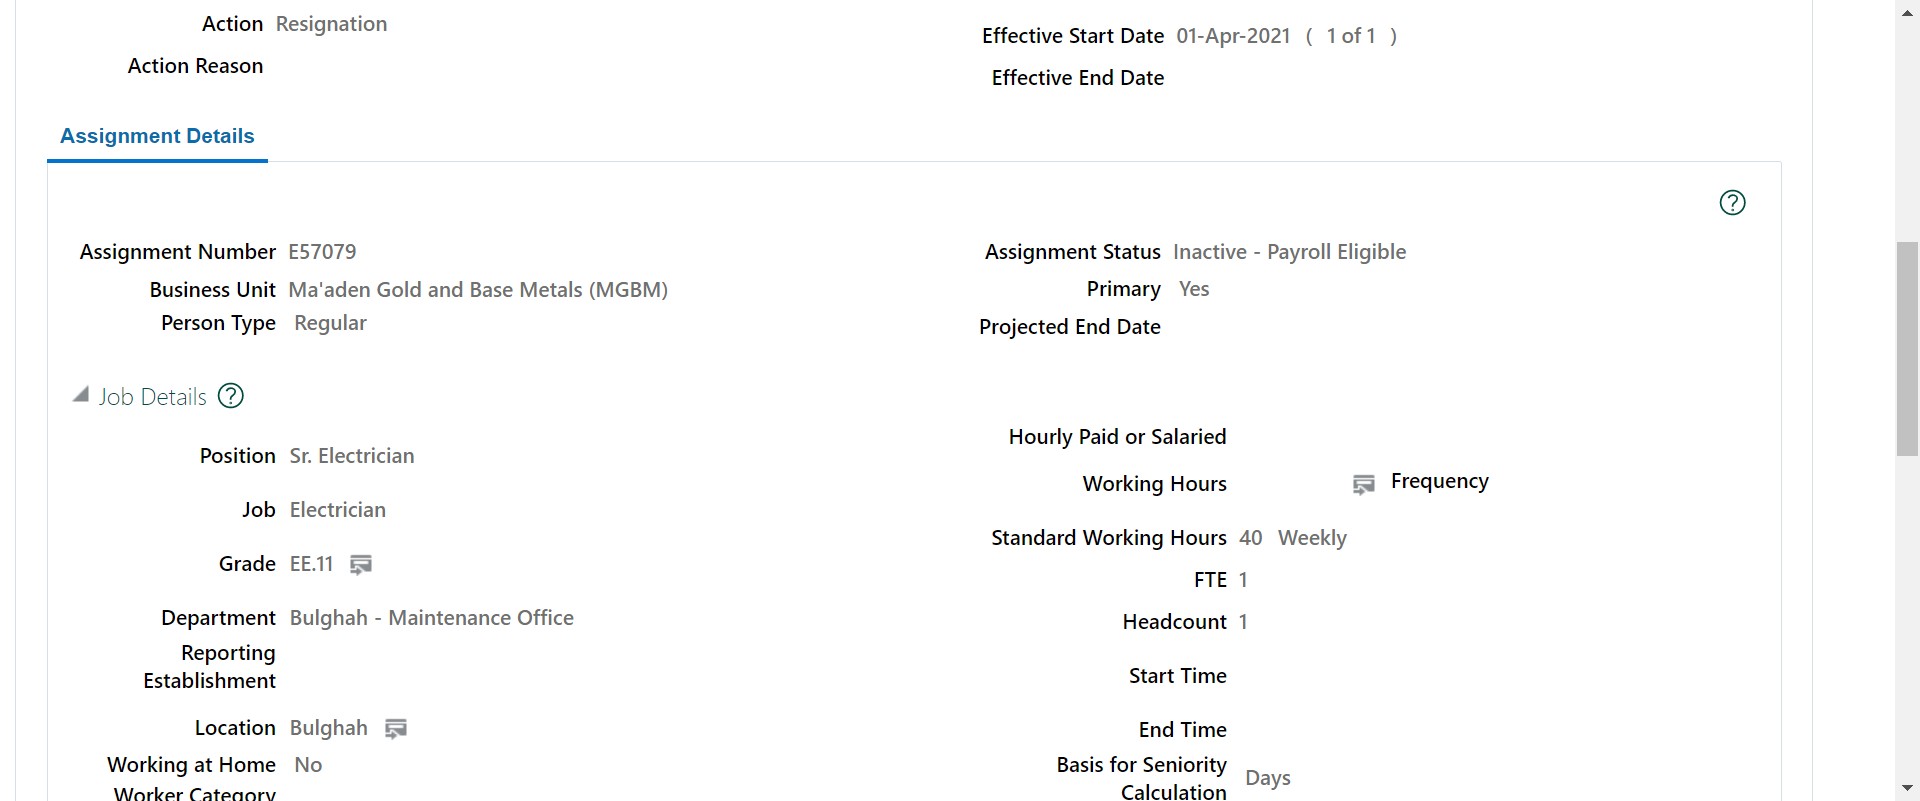 Action Resignation
Effective Start Date 01-Apr-2021 ( 1 of 1 )
Action Reason
Effective End Date
Assignment Details
?
Assignment Number E57079
Assignment Status Inactive - Payroll Eligible
Business Unit Ma'aden Gold and Base Metals (MGBM)
Primary Yes
Person Type Regular
Projected End Date
Job Details ?
Hourly Paid or Salaried
Position Sr. Electrician
Working Hours Frequency
Job Electrician
Standard Working Hours 40 Weekly
Grade EE.11
FTE 1
Department Bulghah - Maintenance Office
Headcount 1
Reporting
Establishment
Start Time
Location Bulghah
End Time
Working at Home No
Basis for Seniority
Calculation Days
Worker Category